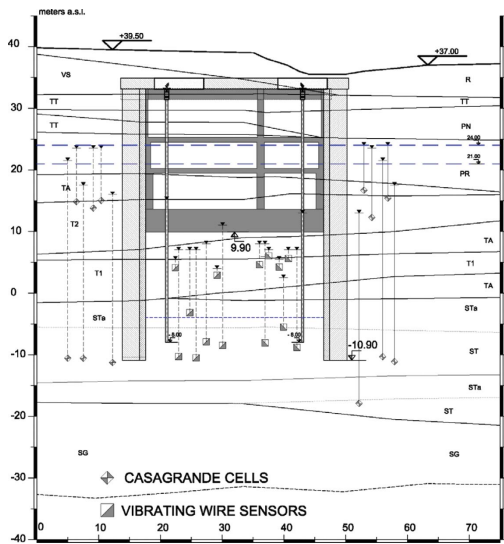 meters a.s.l.
40
+39.50
+37.00
VS
R
30
TT
TT
TT
PN
24.00
20
21.00
PR
TA
T2
10
9.90
TA
T1
T1
TA
0
STa
STa
-8.00
-8.00
ST
-10
-10.90
STa
ST
-20
SG
SG
-30
CASAGRANDE CELLS
VIBRATING WIRE SENSORS
-40
0
10
20
30
40
50
60
70